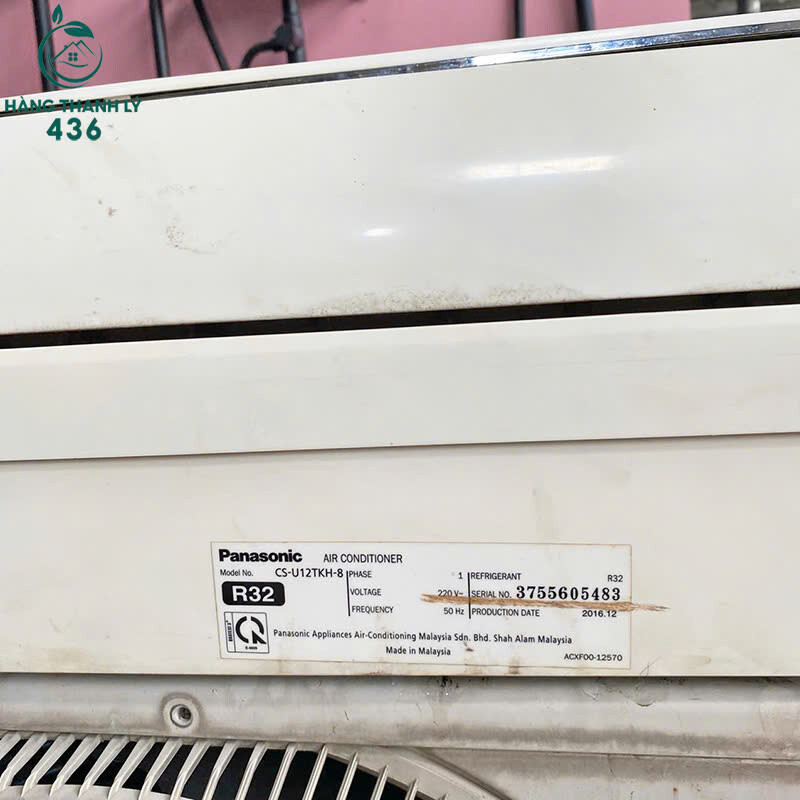 HÀNG THANH LÝ
436
Panasonic AIR CONDITIONER
Model No. CS-U12TKH-8 PHASE 1 REFRIGERANT R32
R32 VOLTAGE 220 V~ SERIAL NO. 3755605483
FREQUENCY 50 Hz PRODUCTION DATE 2016.12
Panasonic Appliances Air-Conditioning Malaysia Sdn. Bhd. Shah Alam Malaysia
Made in Malaysia
ACXF00-12570